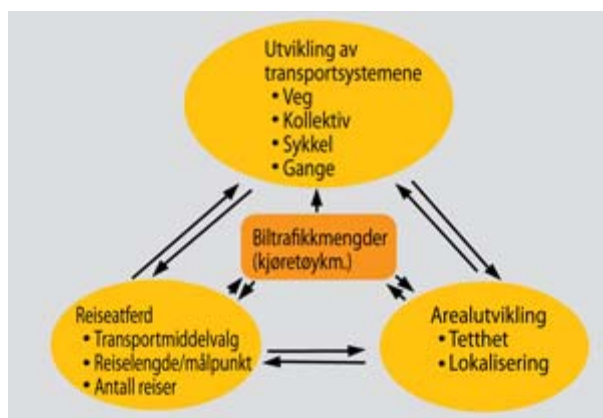 Utvikling av
transportsystemene
• Veg
• Kollektiv
• Sykkel
• Gange
Biltrafikkmengder
(kjøretøykm.)
Reiseatferd
• Transportmiddelvalg
• Reiselengde/målpunkt
• Antall reiser
Arealutvikling
• Tetthet
• Lokalisering